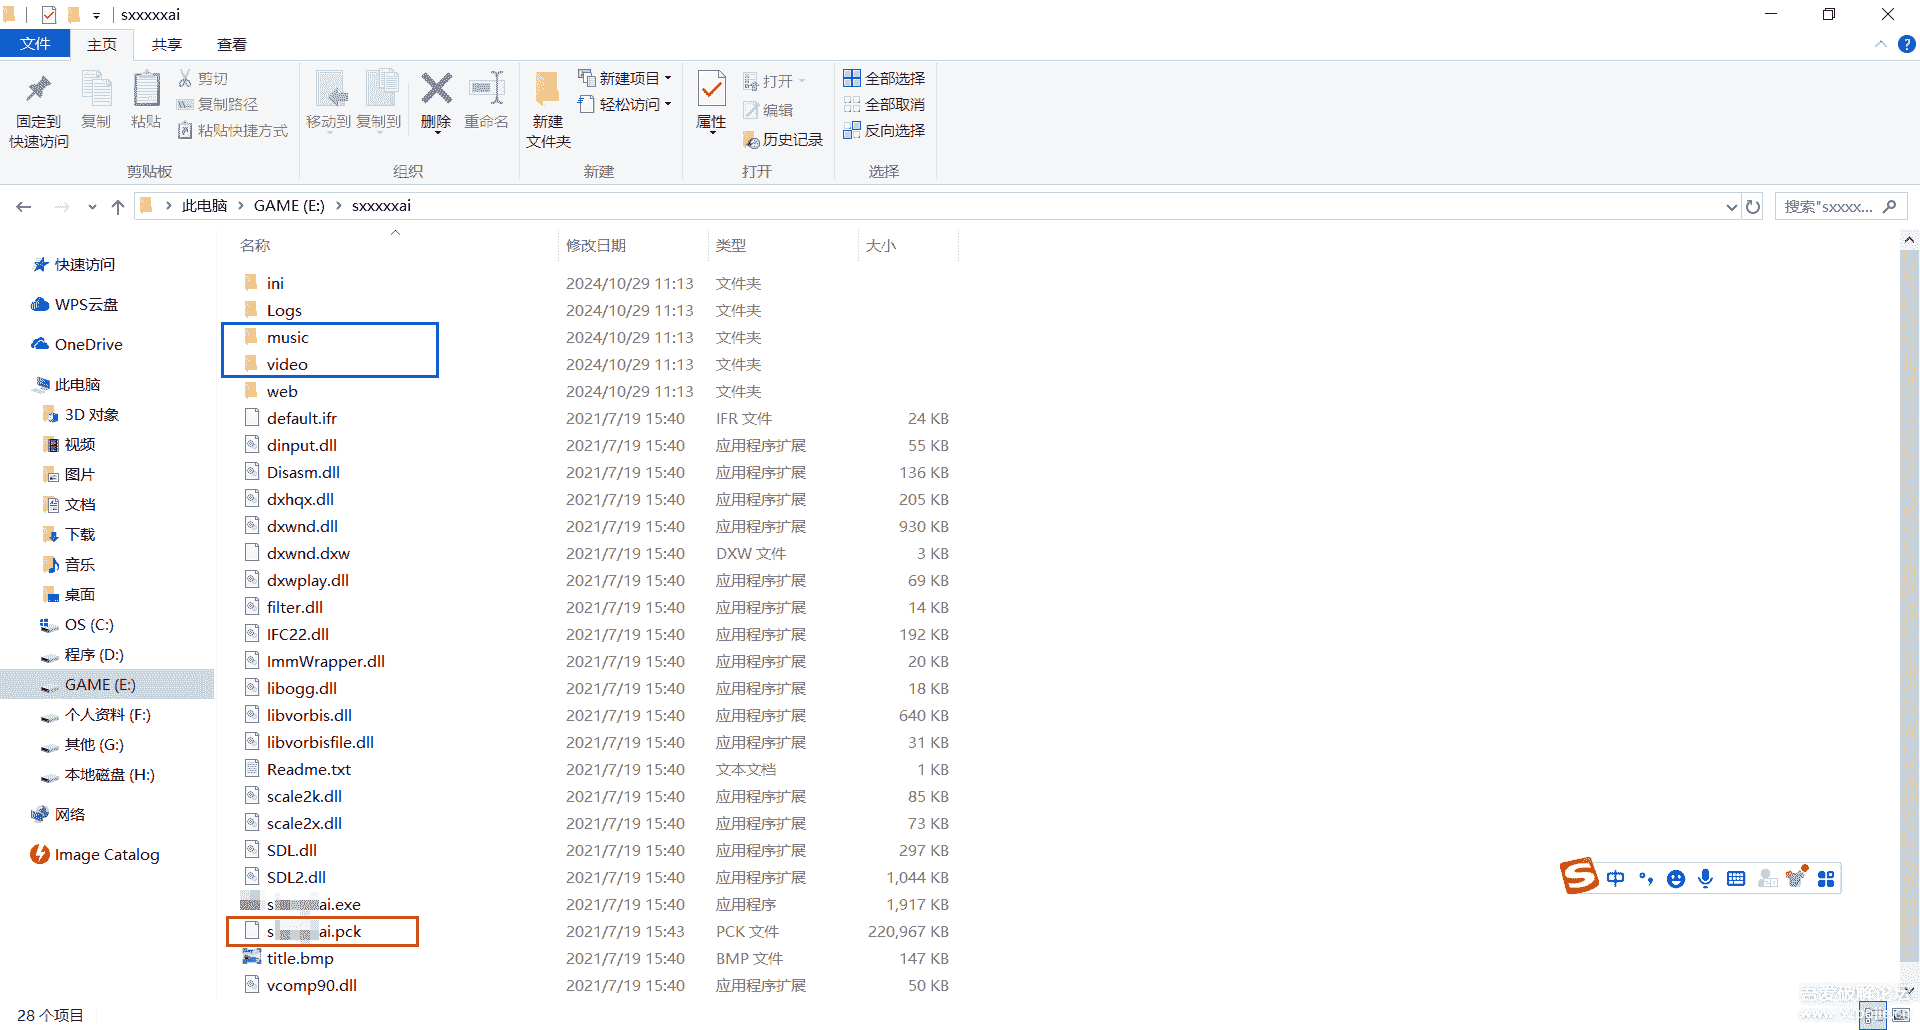 sxxxxxai
文件 主页 共享 查看
固定到
快速访问
复制
粘贴
剪切
复制路径
粘贴快捷方式
剪贴板
移动到 复制到 删除 重命名
组织
新建
文件夹
新建项目
轻松访问
新建
属性
打开
编辑
历史记录
打开
全部选择
全部取消
反向选择
选择
此电脑 GAME (E:) sxxxxxai
搜索"sxxxx...
快速访问
WPS云盘
OneDrive
此电脑
3D 对象
视频
图片
文档
下载
音乐
桌面
OS (C:)
程序 (D:)
GAME (E:)
个人资料 (F:)
其他 (G:)
本地磁盘 (H:)
网络
Image Catalog
名称 修改日期 类型 大小
ini 2024/10/29 11:13 文件夹
Logs 2024/10/29 11:13 文件夹
music 2024/10/29 11:13 文件夹
video 2024/10/29 11:13 文件夹
web 2024/10/29 11:13 文件夹
default.ifr 2021/7/19 15:40 IFR 文件 24 KB
dinput.dll 2021/7/19 15:40 应用程序扩展 55 KB
Disasm.dll 2021/7/19 15:40 应用程序扩展 136 KB
dxhqx.dll 2021/7/19 15:40 应用程序扩展 205 KB
dxwnd.dll 2021/7/19 15:40 应用程序扩展 930 KB
dxwnd.dxw 2021/7/19 15:40 DXW 文件 3 KB
dxwplay.dll 2021/7/19 15:40 应用程序扩展 69 KB
filter.dll 2021/7/19 15:40 应用程序扩展 14 KB
IFC22.dll 2021/7/19 15:40 应用程序扩展 192 KB
ImmWrapper.dll 2021/7/19 15:40 应用程序扩展 20 KB
libogg.dll 2021/7/19 15:40 应用程序扩展 18 KB
libvorbis.dll 2021/7/19 15:40 应用程序扩展 640 KB
libvorbisfile.dll 2021/7/19 15:40 应用程序扩展 31 KB
Readme.txt 2021/7/19 15:40 文本文档 1 KB
scale2k.dll 2021/7/19 15:40 应用程序扩展 85 KB
scale2x.dll 2021/7/19 15:40 应用程序扩展 73 KB
SDL.dll 2021/7/19 15:40 应用程序扩展 297 KB
SDL2.dll 2021/7/19 15:40 应用程序扩展 1,044 KB
s ai.exe 2021/7/19 15:40 应用程序 1,917 KB
s ai.pck 2021/7/19 15:43 PCK 文件 220,967 KB
title.bmp 2021/7/19 15:40 BMP 文件 147 KB
vcomp90.dll 2021/7/19 15:40 应用程序扩展 50 KB
S 中
28 个项目